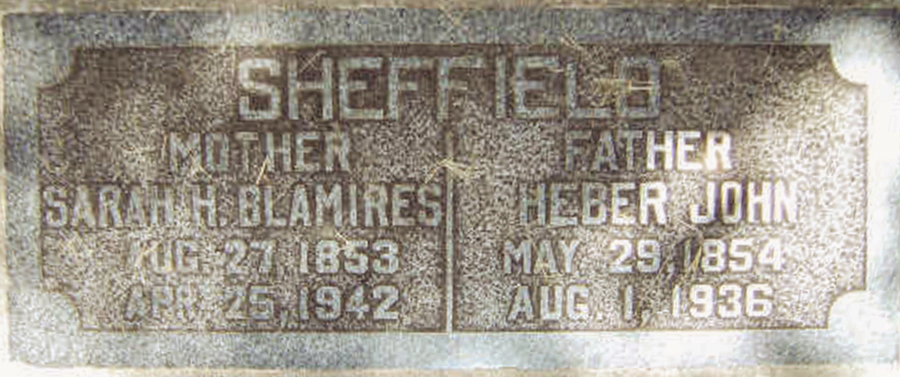 SHEFFIELD
MOTHER
SARAH H. BLAMIRES
AUG. 27, 1853
APR. 25, 1942
FATHER
HEBER JOHN
MAY 29, 1854
AUG. 1, 1936